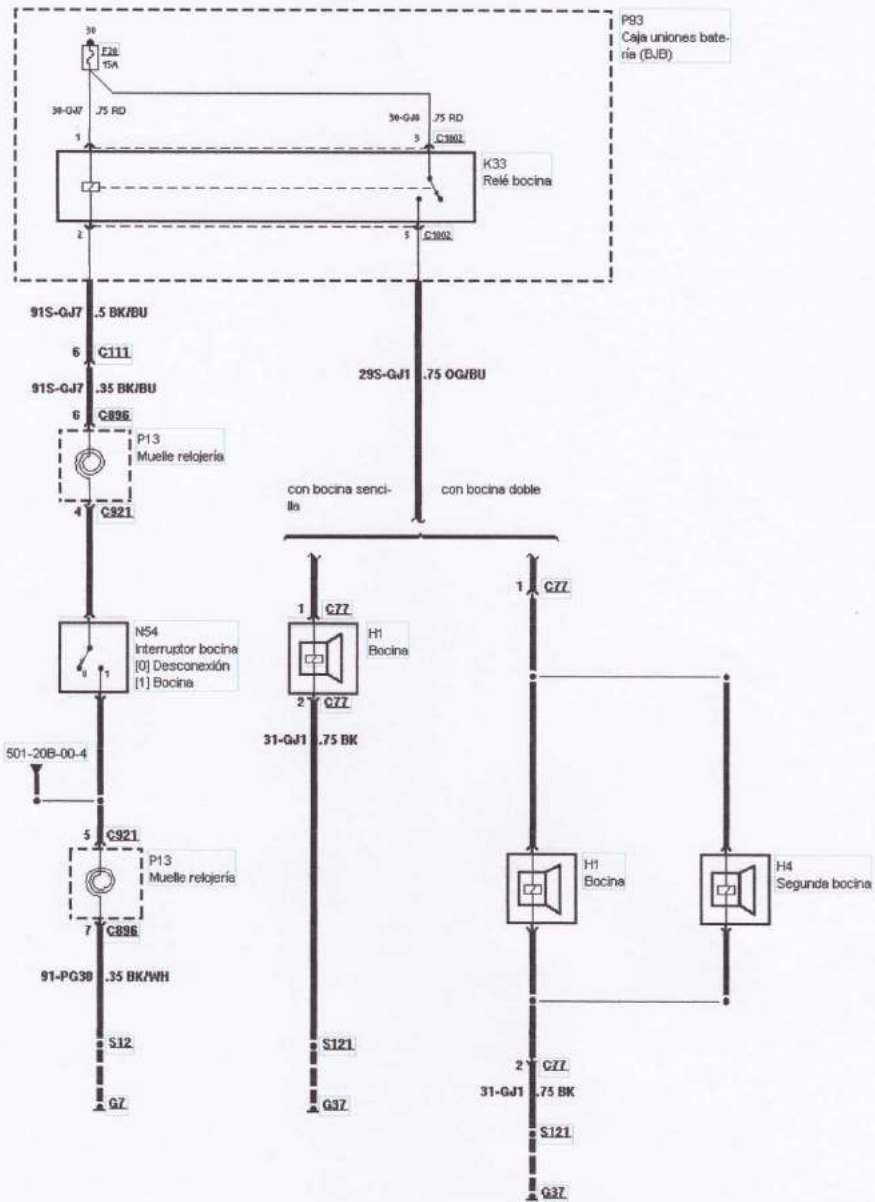 P93
Caja uniones bate-
ría (BJB)
30
F28
15A
30-GJ7 .75 RD
30-GJ8 .75 RD
1
3 C1002
K33
Relé bocina
2
5 C1002
91S-GJ7 .5 BK/BU
6 C111
29S-GJ1 .75 OG/BU
91S-GJ7 .35 BK/BU
6 C896
P13
Muelle relojería
4 C921
con bocina senci-
lla
con bocina doble
1 C77
1 C77
N54
Interruptor bocina
[0] Desconexión
[1] Bocina
0 1
H1
Bocina
2 C77
31-GJ1 .75 BK
501-20B-00-4
5 C921
P13
Muelle relojería
H1
Bocina
H4
Segunda bocina
7 C896
91-PG30 .35 BK/WH
S12
S121
2 C77
31-GJ1 .75 BK
G7
G37
S121
G37